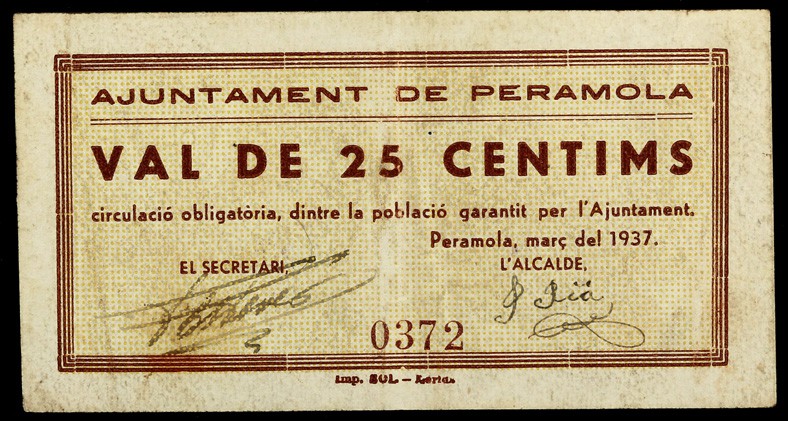 AJUNTAMENT DE PERAMOLA
VAL DE 25 CENTIMS
circulació obligatòria, dintre la població garantit per l'Ajuntament.
Peramola, març del 1937.
EL SECRETARI, L'ALCALDE,
0372
Imp. SOL - Lerida